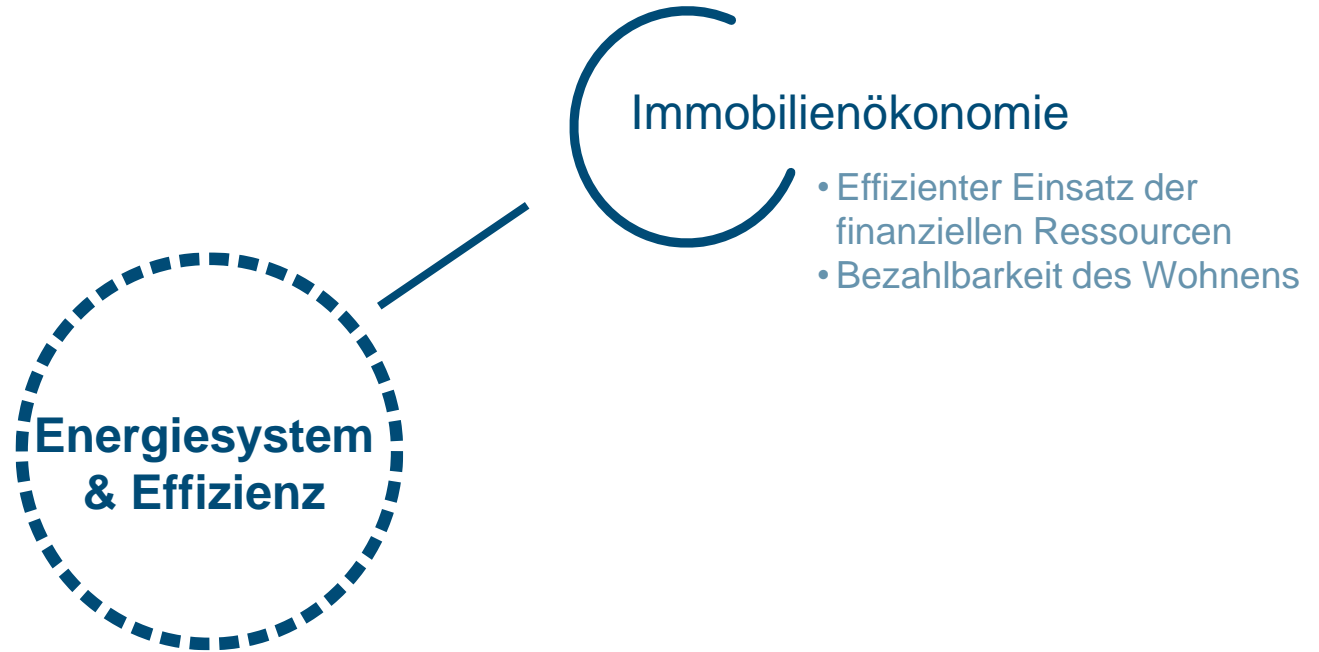 Immobilienökonomie
• Effizienter Einsatz der
finanziellen Ressourcen
• Bezahlbarkeit des Wohnens
Energiesystem
& Effizienz